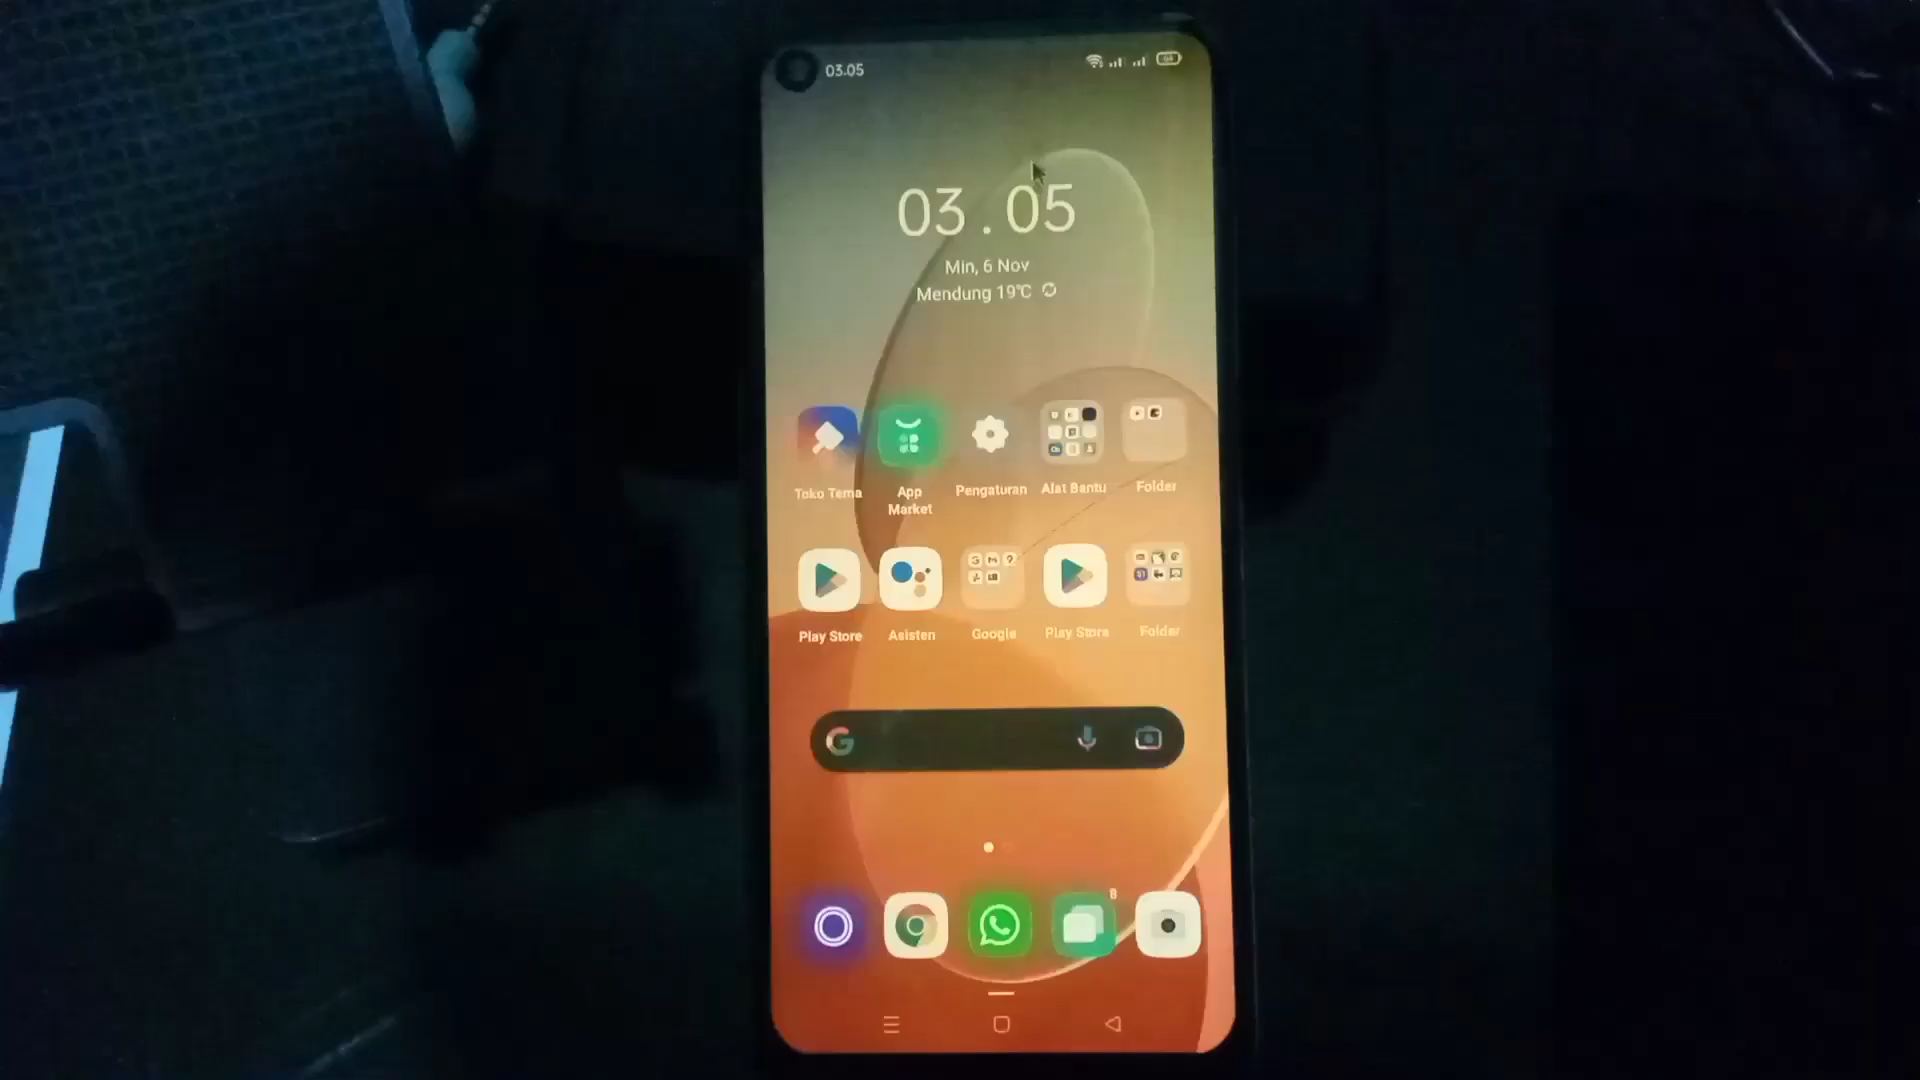 03.05
03.05
Min, 6 Nov
Mendung 19°C
Toko Tema
App Market
Pengaturan
Alat Bantu
Folder
Play Store
Asisten
Google
Play Store
Folder
8